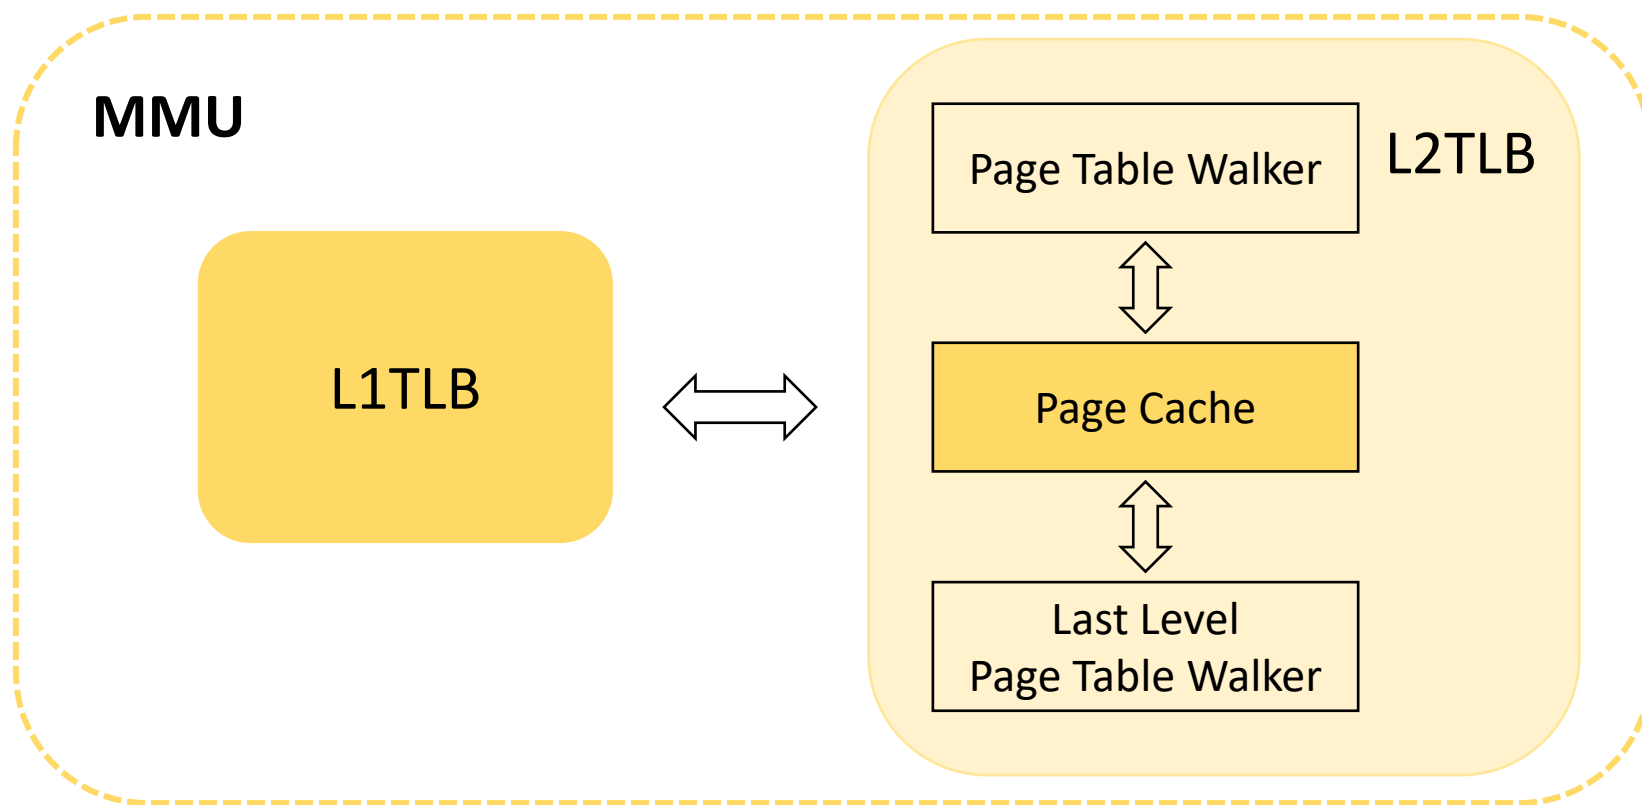 MMU
L1TLB
L2TLB
Page Table Walker
Page Cache
Last Level
Page Table Walker